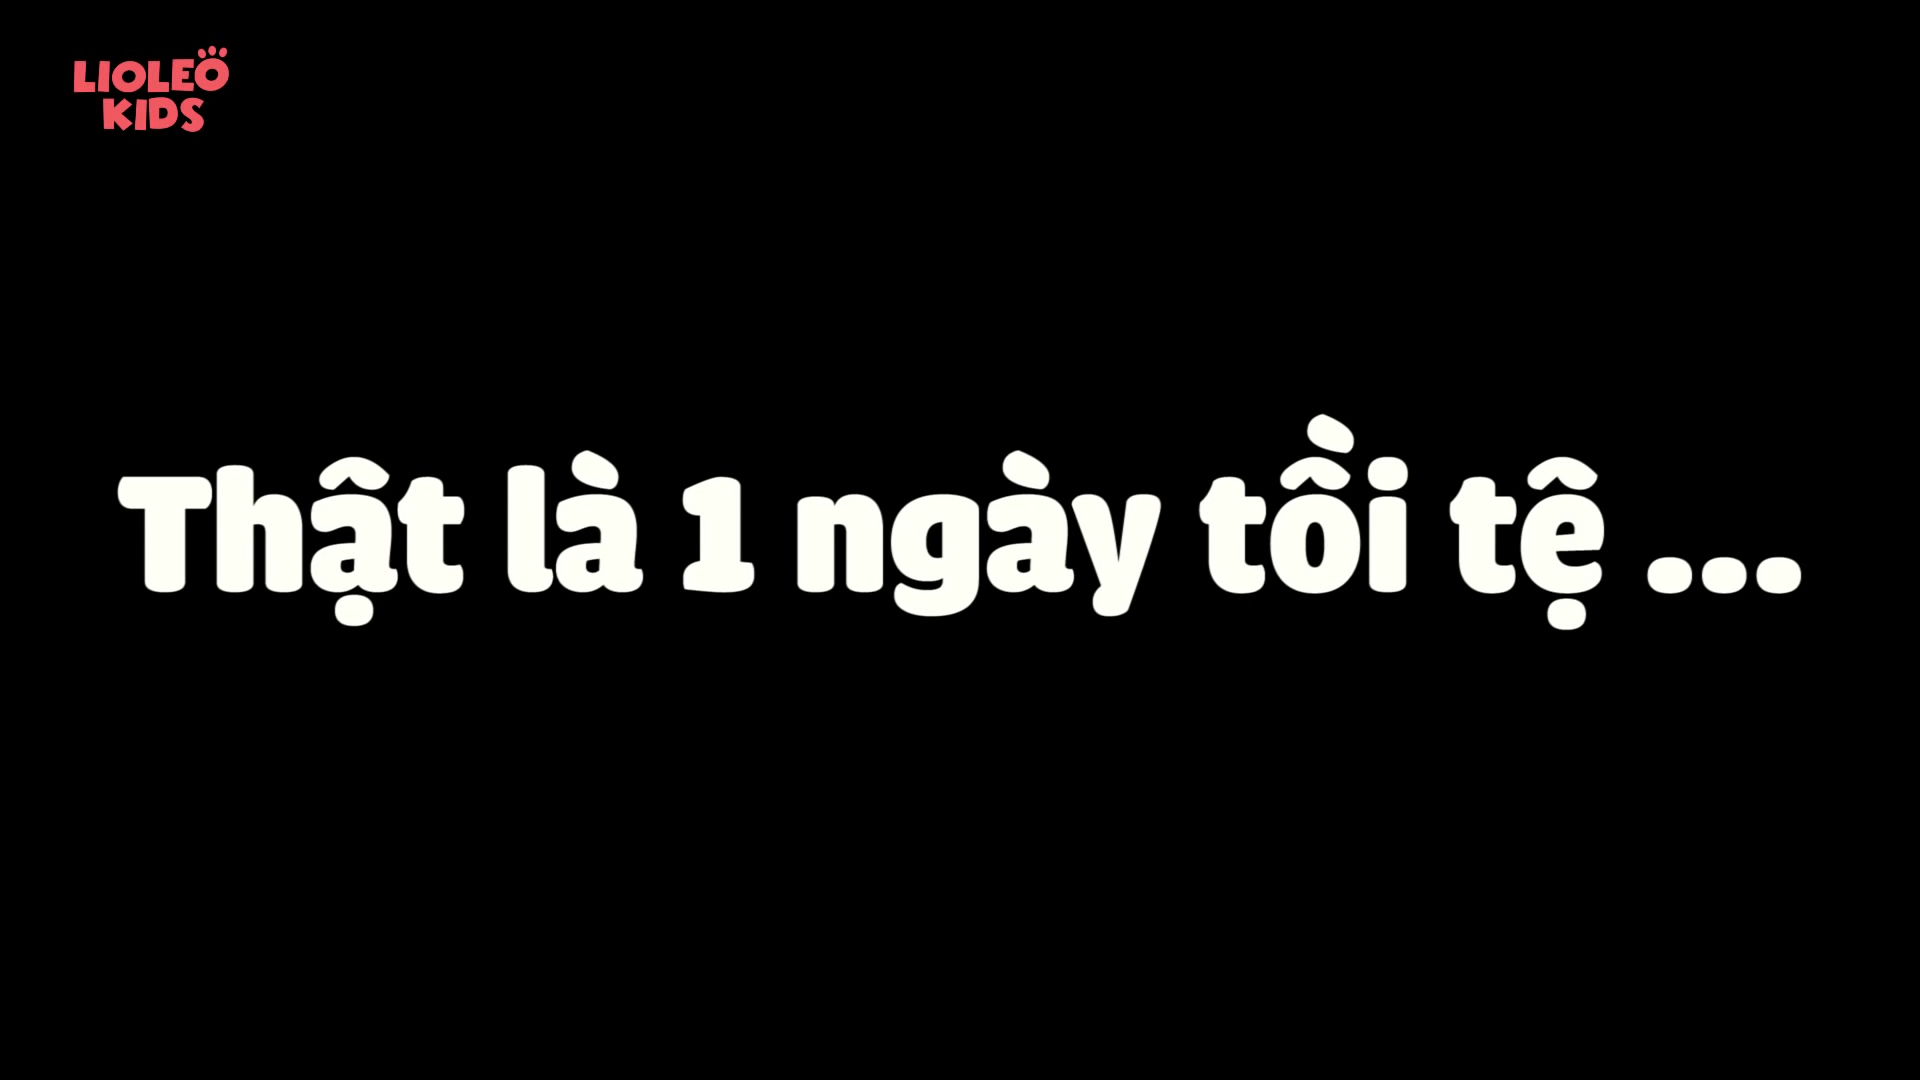 LIOLEO
KIDS
Thật là 1 ngày tồi tệ ...